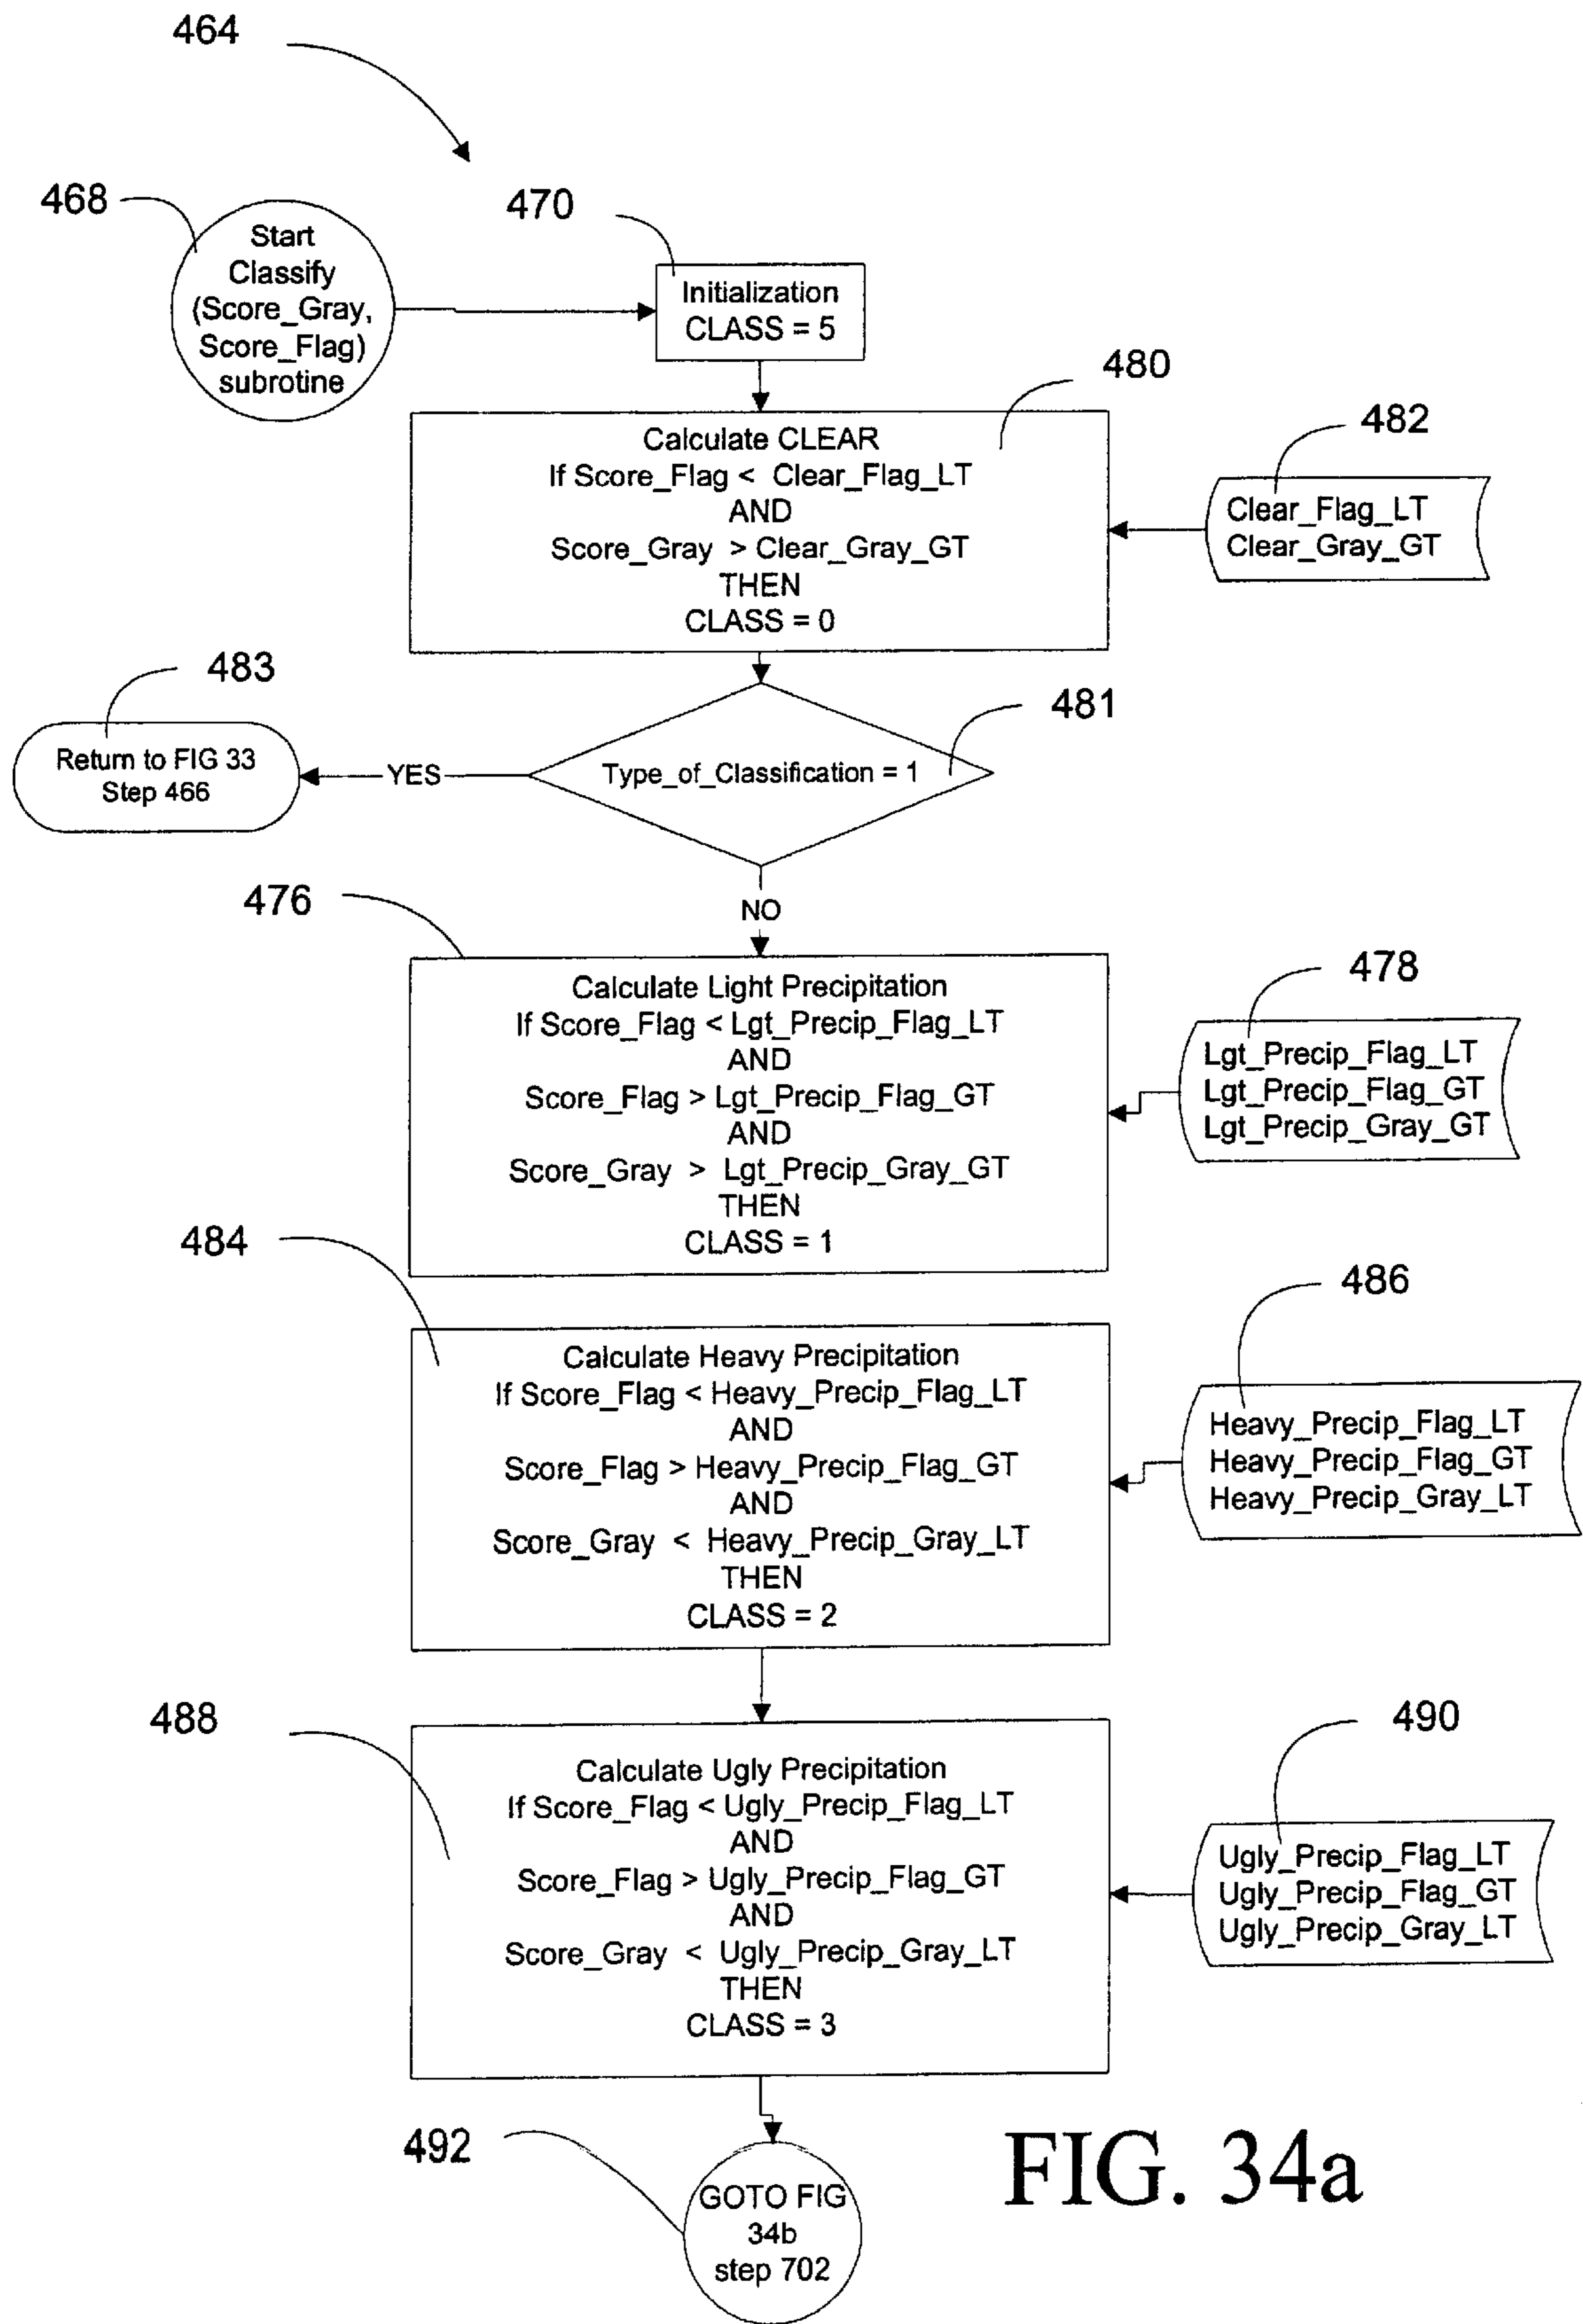 464
468
Start
Classify
(Score_Gray,
Score_Flag)
subrotine
470
Initialization
CLASS = 5
480
Calculate CLEAR
If Score_Flag < Clear_Flag_LT
AND
Score_Gray > Clear_Gray_GT
THEN
CLASS = 0
482
Clear_Flag_LT
Clear_Gray_GT
483
Return to FIG 33
Step 466
YES
481
Type_of_Classification = 1
NO
476
Calculate Light Precipitation
If Score_Flag < Lgt_Precip_Flag_LT
AND
Score_Flag > Lgt_Precip_Flag_GT
AND
Score_Gray > Lgt_Precip_Gray_GT
THEN
CLASS = 1
478
Lgt_Precip_Flag_LT
Lgt_Precip_Flag_GT
Lgt_Precip_Gray_GT
484
Calculate Heavy Precipitation
If Score_Flag < Heavy_Precip_Flag_LT
AND
Score_Flag > Heavy_Precip_Flag_GT
AND
Score_Gray < Heavy_Precip_Gray_LT
THEN
CLASS = 2
486
Heavy_Precip_Flag_LT
Heavy_Precip_Flag_GT
Heavy_Precip_Gray_LT
488
Calculate Ugly Precipitation
If Score_Flag < Ugly_Precip_Flag_LT
AND
Score_Flag > Ugly_Precip_Flag_GT
AND
Score_Gray < Ugly_Precip_Gray_LT
THEN
CLASS = 3
490
Ugly_Precip_Flag_LT
Ugly_Precip_Flag_GT
Ugly_Precip_Gray_LT
492
GOTO FIG
34b
step 702
FIG. 34a